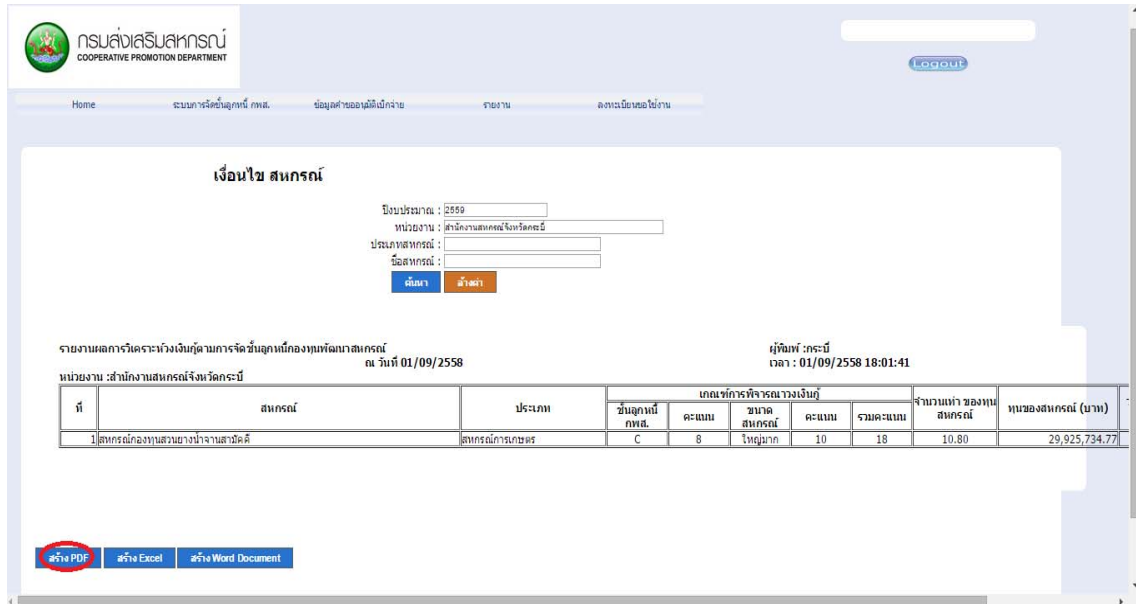 กรมส่งเสริมสหกรณ์
COOPERATIVE PROMOTION DEPARTMENT
Logout
Home ระบบการจัดชั้นลูกหนี้ กพส. ข้อมูลคำขออนุมัติเบิกจ่าย รายงาน ลงทะเบียนขอใช้งาน
เงื่อนไข สหกรณ์
ปีงบประมาณ : 2559
หน่วยงาน : สำนักงานสหกรณ์จังหวัดกระบี่
ประเภทสหกรณ์ :
ชื่อสหกรณ์ :
ค้นหา ล้างค่า
รายงานผลการวิเคราะห์วงเงินกู้ตามการจัดชั้นลูกหนี้กองทุนพัฒนาสหกรณ์ ผู้พิมพ์ :กระบี่
ณ วันที่ 01/09/2558 เวลา : 01/09/2558 18:01:41
หน่วยงาน :สำนักงานสหกรณ์จังหวัดกระบี่
ที่ สหกรณ์ ประเภท เกณฑ์การพิจารณาวงเงินกู้ จำนวนเท่า ของทุนสหกรณ์ ทุนของสหกรณ์ (บาท)
ชั้นลูกหนี้ กพส. คะแนน ขนาดสหกรณ์ คะแนน รวมคะแนน
1 สหกรณ์กองทุนสวนยางน้ำจานสามัคคี สหกรณ์การเกษตร C 8 ใหญ่มาก 10 18 10.80 29,925,734.77
สร้าง PDF สร้าง Excel สร้าง Word Document